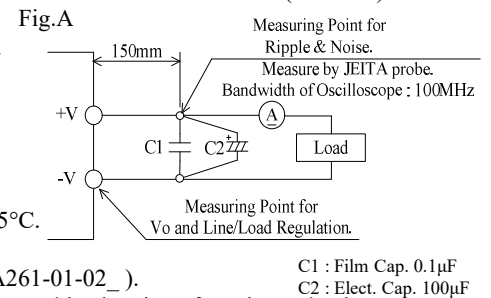 Fig.A
Measuring Point for
Ripple & Noise.
150mm
Measure by JEITA probe.
Bandwidth of Oscilloscope : 100MHz
+V
A
C1
+
C2
Load
-V
Measuring Point for
Vo and Line/Load Regulation.
5°C.
A261-01-02_ ).
C1 : Film Cap. 0.1µF
C2 : Elect. Cap. 100µF